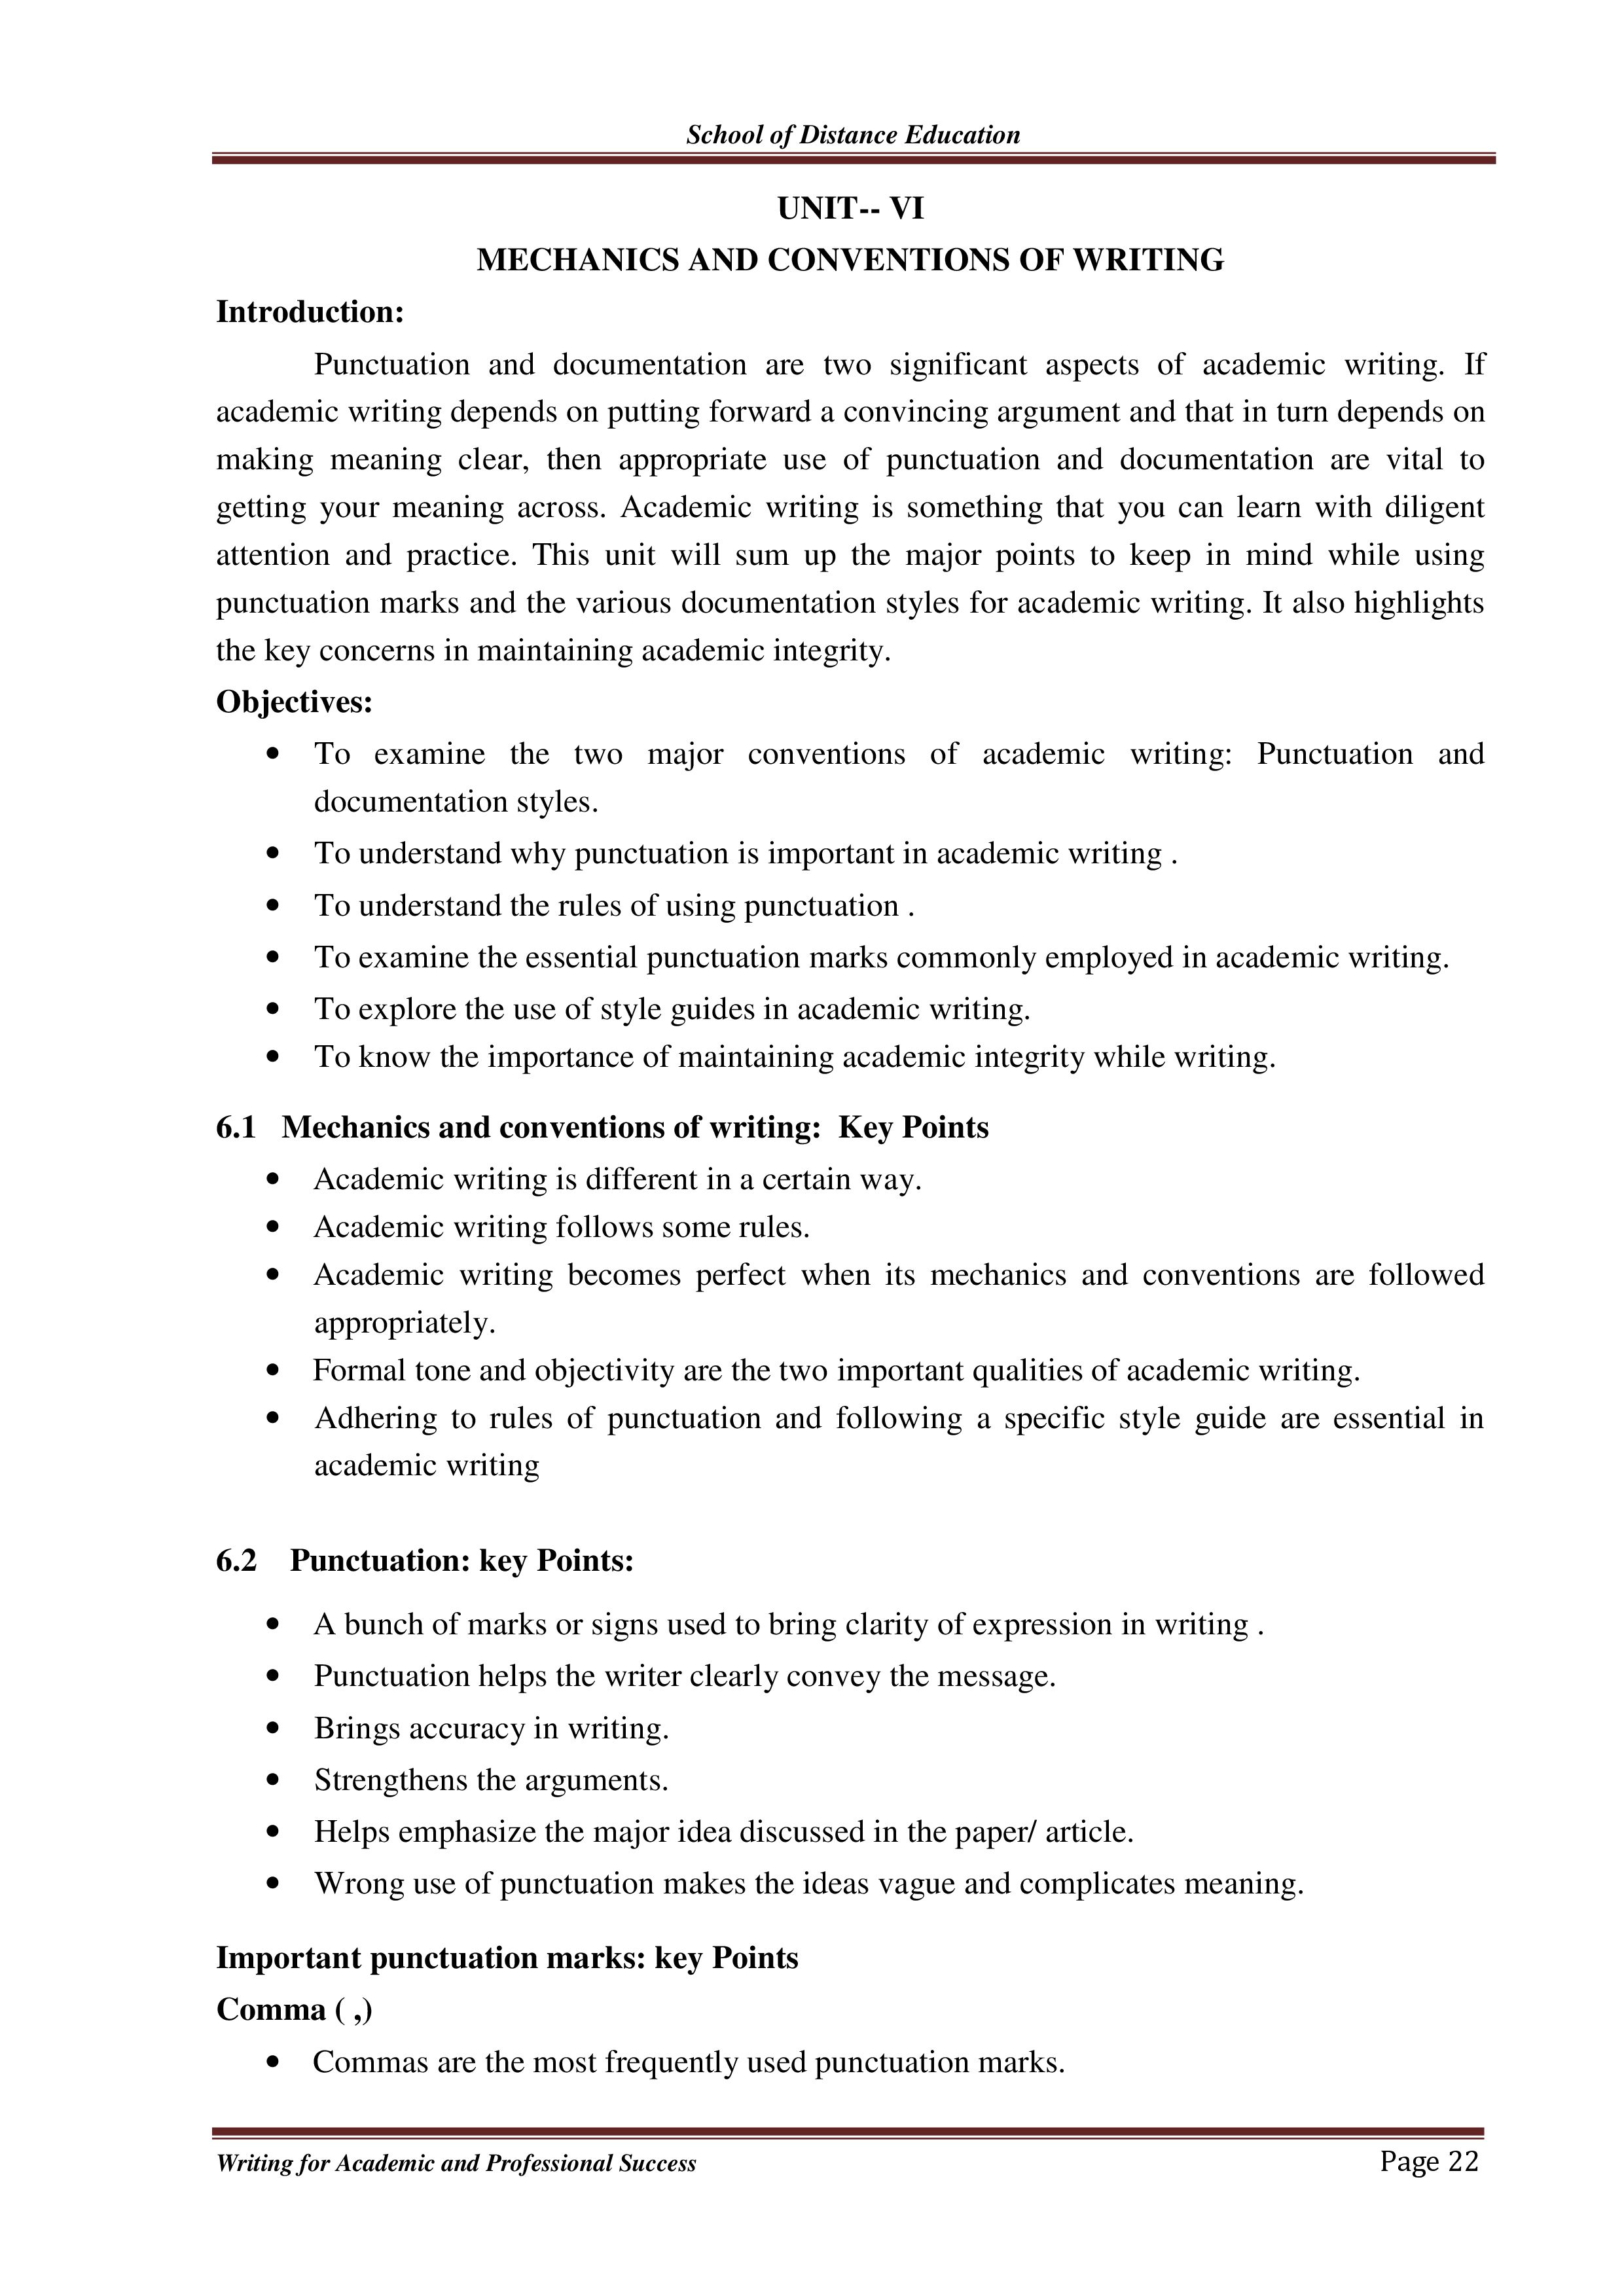 School of Distance Education
UNIT-- VI
MECHANICS AND CONVENTIONS OF WRITING
Introduction:
Punctuation and documentation are two significant aspects of academic writing. If
academic writing depends on putting forward a convincing argument and that in turn depends on
making meaning clear, then appropriate use of punctuation and documentation are vital to
getting your meaning across. Academic writing is something that you can learn with diligent
attention and practice. This unit will sum up the major points to keep in mind while using
punctuation marks and the various documentation styles for academic writing. It also highlights
the key concerns in maintaining academic integrity.
Objectives:
• To examine the two major conventions of academic writing: Punctuation and
documentation styles.
• To understand why punctuation is important in academic writing .
• To understand the rules of using punctuation .
• To examine the essential punctuation marks commonly employed in academic writing.
• To explore the use of style guides in academic writing.
• To know the importance of maintaining academic integrity while writing.
6.1 Mechanics and conventions of writing: Key Points
• Academic writing is different in a certain way.
• Academic writing follows some rules.
• Academic writing becomes perfect when its mechanics and conventions are followed
appropriately.
• Formal tone and objectivity are the two important qualities of academic writing.
• Adhering to rules of punctuation and following a specific style guide are essential in
academic writing
6.2 Punctuation: key Points:
• A bunch of marks or signs used to bring clarity of expression in writing .
• Punctuation helps the writer clearly convey the message.
• Brings accuracy in writing.
• Strengthens the arguments.
• Helps emphasize the major idea discussed in the paper/ article.
• Wrong use of punctuation makes the ideas vague and complicates meaning.
Important punctuation marks: key Points
Comma ( ,)
• Commas are the most frequently used punctuation marks.
Writing for Academic and Professional Success Page 22